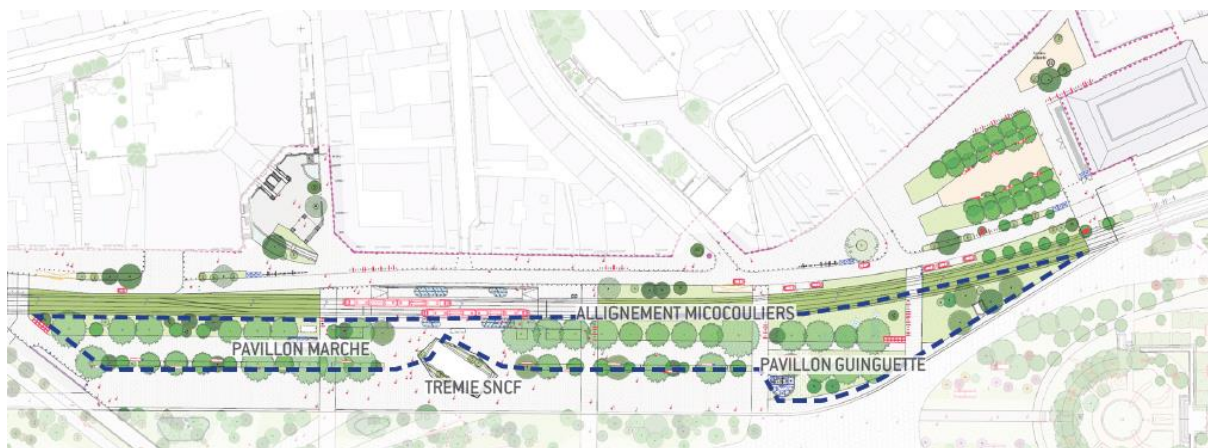 ALLIGNEMENT MICOCOULIERS
PAVILLON MARCHE
PAVILLON GUINGUETTE
TREMIE SNCF